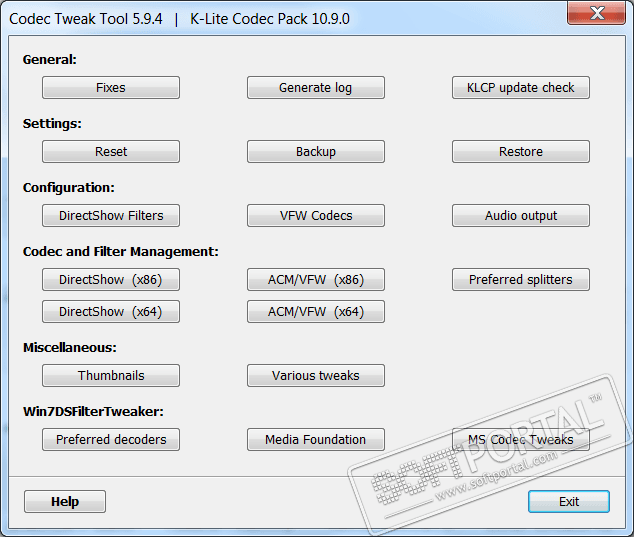 Codec Tweak Tool 5.9.4 | K-Lite Codec Pack 10.9.0
General:
Fixes Generate log KLCP update check
Settings:
Reset Backup Restore
Configuration:
DirectShow Filters VFW Codecs Audio output
Codec and Filter Management:
DirectShow (x86) ACM/VFW (x86) Preferred splitters
DirectShow (x64) ACM/VFW (x64)
Miscellaneous:
Thumbnails Various tweaks
Win7DSFilterTweaker:
Preferred decoders Media Foundation MS Codec Tweaks
SOFTPORTAL™
www.softportal.com
Help Exit